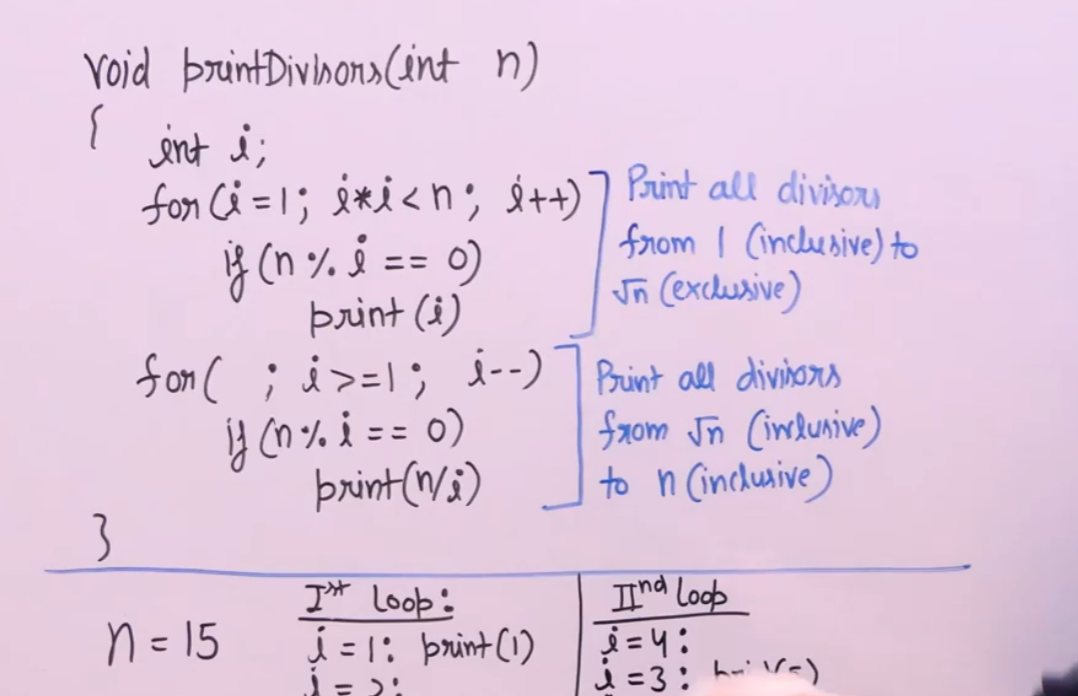 void printDivisors(int n)
{
int i;
for(i=1; i*i<n; i++)
if(n%i == 0)
print(i)
Print all divisors
from 1 (inclusive) to
√n (exclusive)
for( ; i>=1; i--)
if(n%i == 0)
print(n/i)
Print all divisors
from √n (inclusive)
to n (inclusive)
}
n = 15
Ist Loop:
i = 1: print(1)
i = 2:
IInd Loop
i = 4:
i = 3: